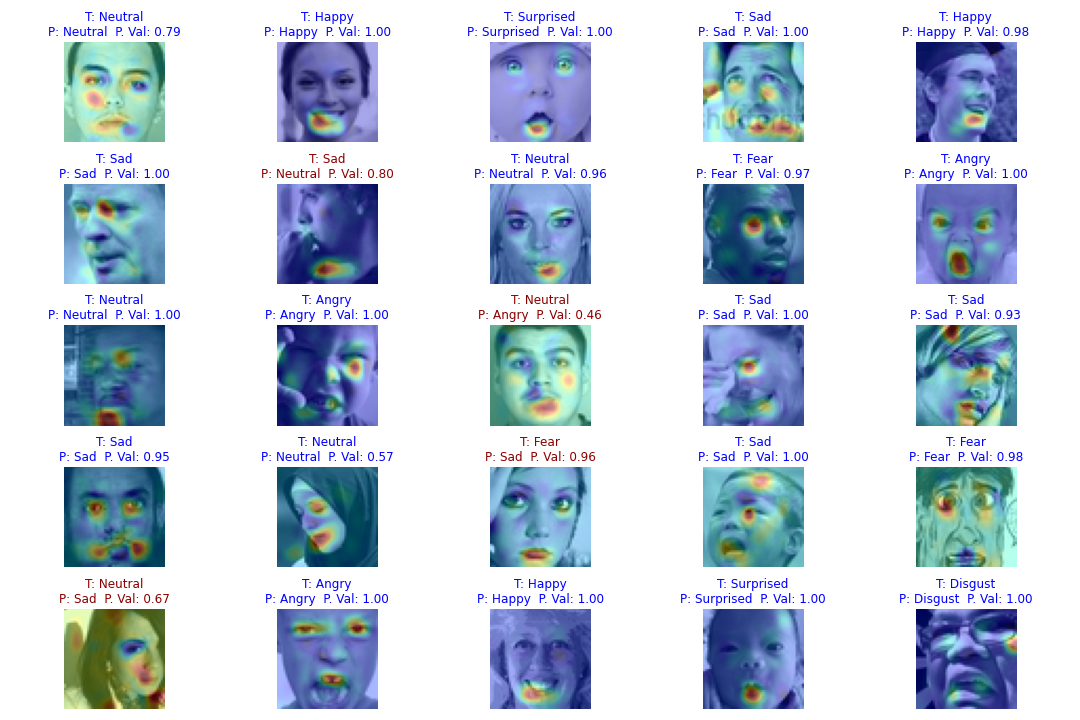 T: Neutral
P: Neutral P. Val: 0.79
T: Happy
P: Happy P. Val: 1.00
T: Surprised
P: Surprised P. Val: 1.00
T: Sad
P: Sad P. Val: 1.00
T: Happy
P: Happy P. Val: 0.98
T: Sad
P: Sad P. Val: 1.00
T: Sad
P: Neutral P. Val: 0.80
T: Neutral
P: Neutral P. Val: 0.96
T: Fear
P: Fear P. Val: 0.97
T: Angry
P: Angry P. Val: 1.00
T: Neutral
P: Neutral P. Val: 1.00
T: Angry
P: Angry P. Val: 1.00
T: Neutral
P: Angry P. Val: 0.46
T: Sad
P: Sad P. Val: 1.00
T: Sad
P: Sad P. Val: 0.93
T: Sad
P: Sad P. Val: 0.95
T: Neutral
P: Neutral P. Val: 0.57
T: Fear
P: Sad P. Val: 0.96
T: Sad
P: Sad P. Val: 1.00
T: Fear
P: Fear P. Val: 0.98
T: Neutral
P: Sad P. Val: 0.67
T: Angry
P: Angry P. Val: 1.00
T: Happy
P: Happy P. Val: 1.00
T: Surprised
P: Surprised P. Val: 1.00
T: Disgust
P: Disgust P. Val: 1.00